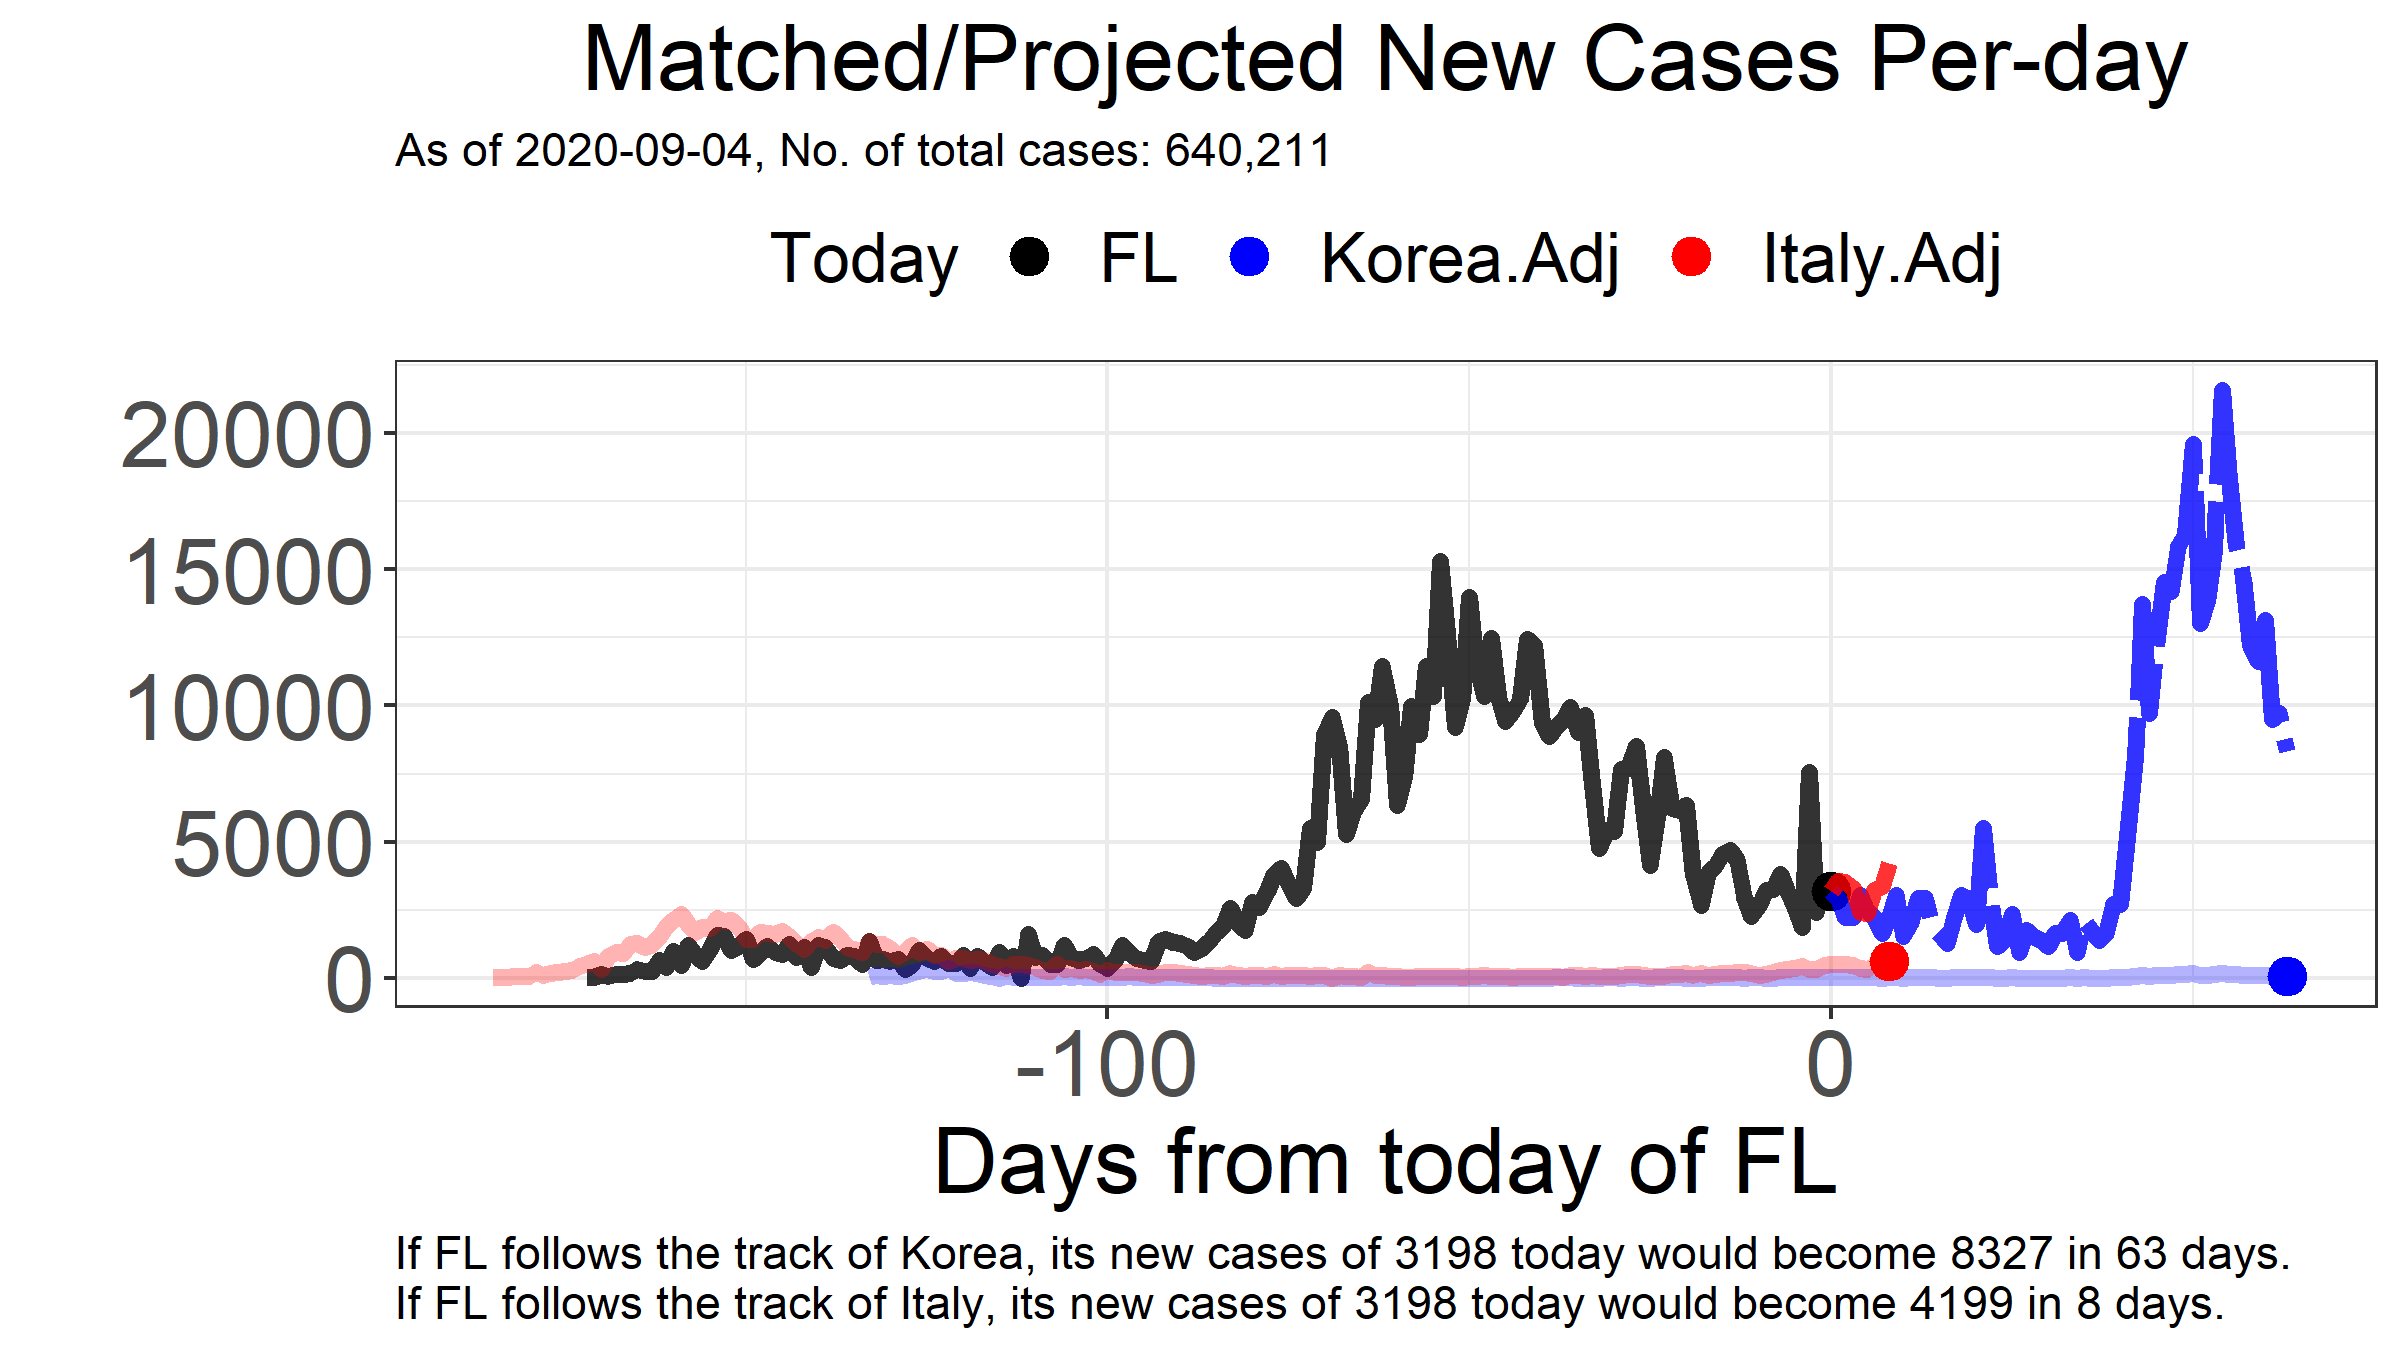 Matched/Projected New Cases Per-day
As of 2020-09-04, No. of total cases: 640,211
Today FL Korea.Adj Italy.Adj
20000
15000
10000
5000
0
-100 0
Days from today of FL
If FL follows the track of Korea, its new cases of 3198 today would become 8327 in 63 days.
If FL follows the track of Italy, its new cases of 3198 today would become 4199 in 8 days.